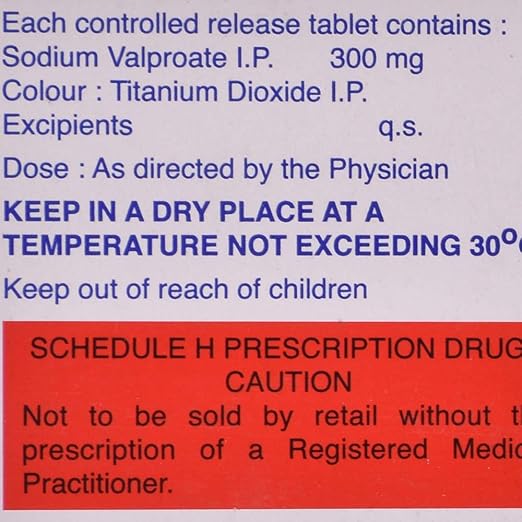 Each controlled release tablet contains :
Sodium Valproate I.P. 300 mg
Colour : Titanium Dioxide I.P.
Excipients q.s.
Dose : As directed by the Physician
KEEP IN A DRY PLACE AT A
TEMPERATURE NOT EXCEEDING 30°
Keep out of reach of children
SCHEDULE H PRESCRIPTION DRUG
CAUTION
Not to be sold by retail without
prescription of a Registered
Practitioner.